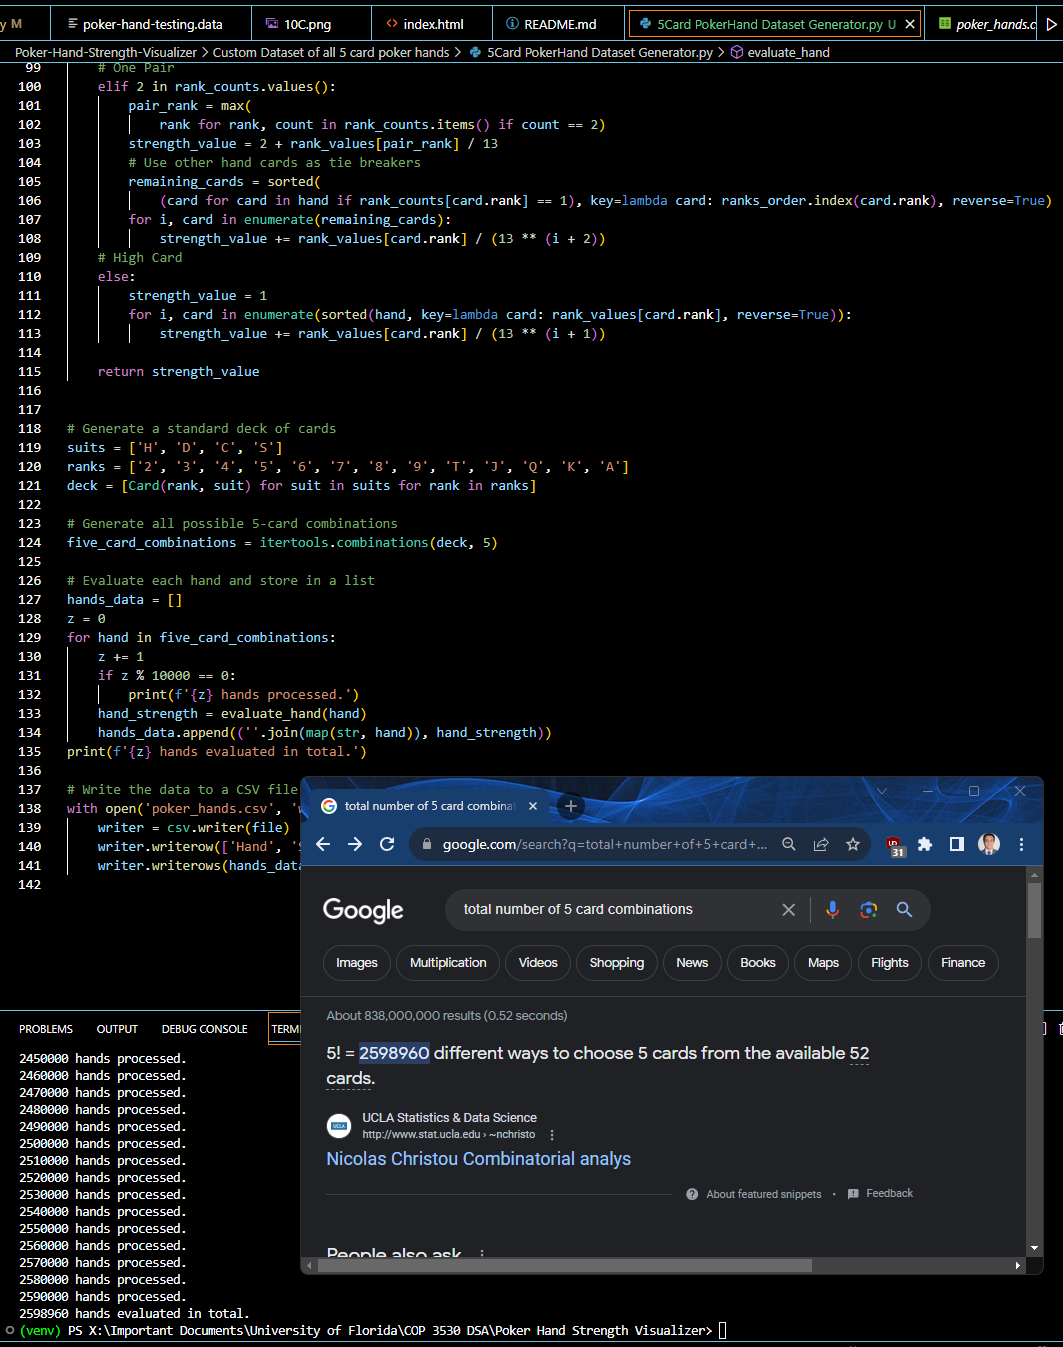 y M
poker-hand-testing.data
10C.png
index.html
README.md
5Card PokerHand Dataset Generator.py U
poker_hands.c
Poker-Hand-Strength-Visualizer > Custom Dataset of all 5 card poker hands > 5Card PokerHand Dataset Generator.py > evaluate_hand
99 # One Pair
100 elif 2 in rank_counts.values():
101 pair_rank = max(
102 rank for rank, count in rank_counts.items() if count == 2)
103 strength_value = 2 + rank_values[pair_rank] / 13
104 # Use other hand cards as tie breakers
105 remaining_cards = sorted(
106 (card for card in hand if rank_counts[card.rank] == 1), key=lambda card: ranks_order.index(card.rank), reverse=True)
107 for i, card in enumerate(remaining_cards):
108 strength_value += rank_values[card.rank] / (13 ** (i + 2))
109 # High Card
110 else:
111 strength_value = 1
112 for i, card in enumerate(sorted(hand, key=lambda card: rank_values[card.rank], reverse=True)):
113 strength_value += rank_values[card.rank] / (13 ** (i + 1))
114
115 return strength_value
116
117
118 # Generate a standard deck of cards
119 suits = ['H', 'D', 'C', 'S']
120 ranks = ['2', '3', '4', '5', '6', '7', '8', '9', 'T', 'J', 'Q', 'K', 'A']
121 deck = [Card(rank, suit) for suit in suits for rank in ranks]
122
123 # Generate all possible 5-card combinations
124 five_card_combinations = itertools.combinations(deck, 5)
125
126 # Evaluate each hand and store in a list
127 hands_data = []
128 z = 0
129 for hand in five_card_combinations:
130 z += 1
131 if z % 10000 == 0:
132 print(f'{z} hands processed.')
133 hand_strength = evaluate_hand(hand)
134 hands_data.append((''.join(map(str, hand)), hand_strength))
135 print(f'{z} hands evaluated in total.')
136
137 # Write the data to a CSV file
138 with open('poker_hands.csv', 'w
139 writer = csv.writer(file)
140 writer.writerow(['Hand', 'S
141 writer.writerows(hands_data
142
total number of 5 card combinat
google.com/search?q=total+number+of+5+card+...
31
Google
total number of 5 card combinations
Images
Multiplication
Videos
Shopping
News
Books
Maps
Flights
Finance
About 838,000,000 results (0.52 seconds)
5! = 2598960 different ways to choose 5 cards from the available 52
cards.
UCLA
UCLA Statistics & Data Science
http://www.stat.ucla.edu › ~nchristo
Nicolas Christou Combinatorial analys
About featured snippets • Feedback
People also ask
PROBLEMS OUTPUT DEBUG CONSOLE TERMI
2450000 hands processed.
2460000 hands processed.
2470000 hands processed.
2480000 hands processed.
2490000 hands processed.
2500000 hands processed.
2510000 hands processed.
2520000 hands processed.
2530000 hands processed.
2540000 hands processed.
2550000 hands processed.
2560000 hands processed.
2570000 hands processed.
2580000 hands processed.
2590000 hands processed.
2598960 hands evaluated in total.
(venv) PS X:\Important Documents\University of Florida\COP 3530 DSA\Poker Hand Strength Visualizer>